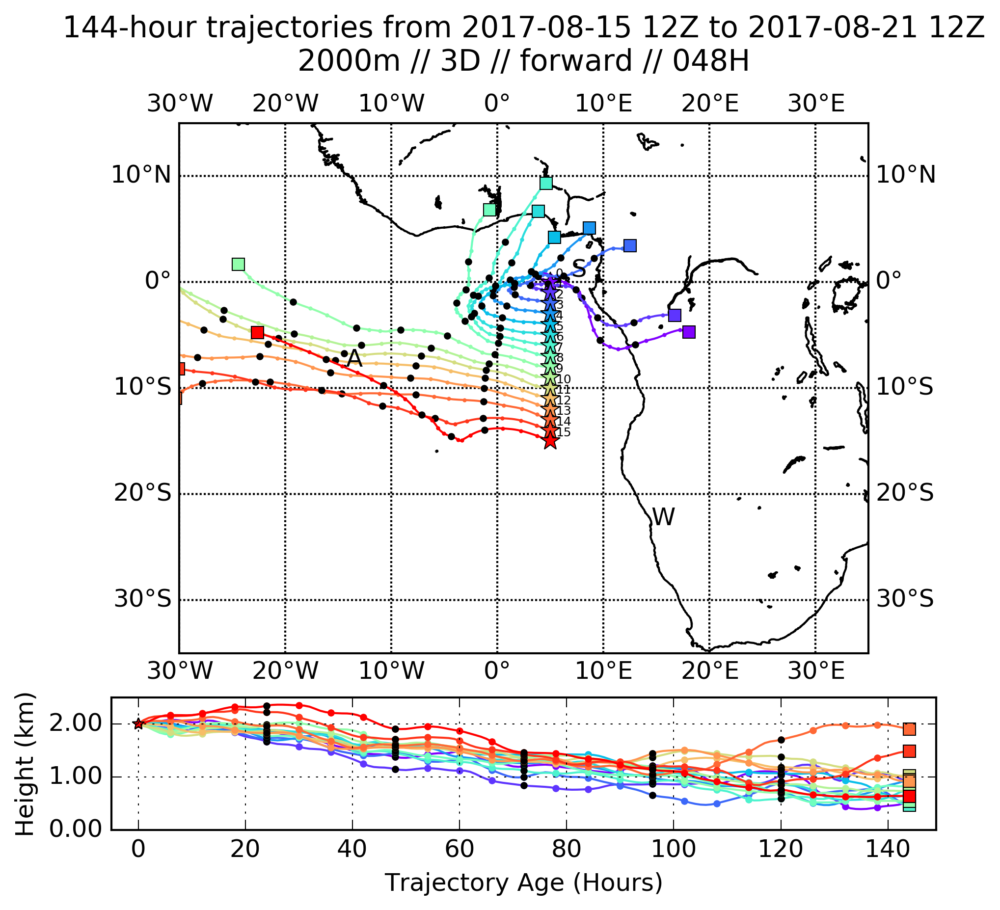 144-hour trajectories from 2017-08-15 12Z to 2017-08-21 12Z
2000m // 3D // forward // 048H
30°W 20°W 10°W 0° 10°E 20°E 30°E
10°N 10°N
0° 0°
10°S 10°S
20°S 20°S
30°S 30°S
S
A
W
0
1
2
3
4
5
6
7
8
9
10
11
12
13
14
15
30°W 20°W 10°W 0° 10°E 20°E 30°E
Height (km)
2.00
1.00
0.00
0 20 40 60 80 100 120 140
Trajectory Age (Hours)